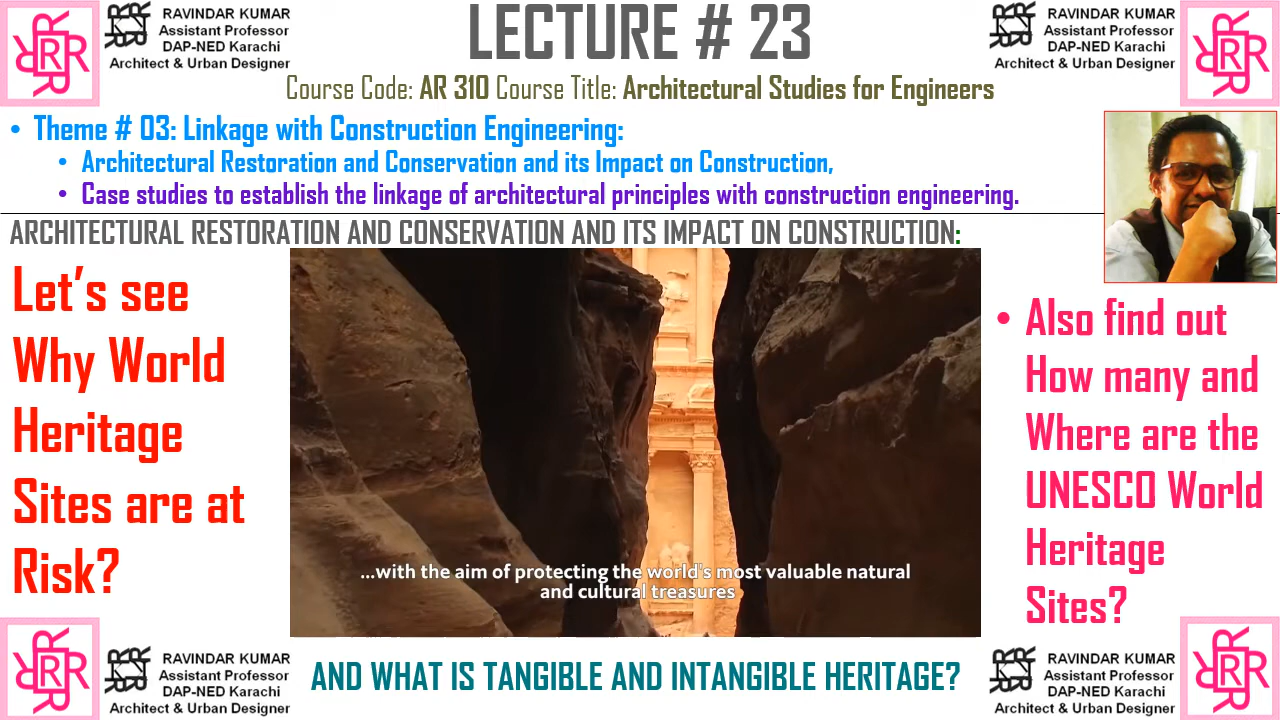 RAVINDAR KUMAR
Assistant Professor
DAP-NED Karachi
Architect & Urban Designer
LECTURE # 23
RAVINDAR KUMAR
Assistant Professor
DAP-NED Karachi
Architect & Urban Designer
Course Code: AR 310 Course Title: Architectural Studies for Engineers
• Theme # 03: Linkage with Construction Engineering:
• Architectural Restoration and Conservation and its Impact on Construction,
• Case studies to establish the linkage of architectural principles with construction engineering.
ARCHITECTURAL RESTORATION AND CONSERVATION AND ITS IMPACT ON CONSTRUCTION:
Let's see
Why World
Heritage
Sites are at
Risk?
...with the aim of protecting the world's most valuable natural
and cultural treasures
• Also find out
How many and
Where are the
UNESCO World
Heritage
Sites?
RAVINDAR KUMAR
Assistant Professor
DAP-NED Karachi
Architect & Urban Designer
AND WHAT IS TANGIBLE AND INTANGIBLE HERITAGE?
RAVINDAR KUMAR
Assistant Professor
DAP-NED Karachi
Architect & Urban Designer